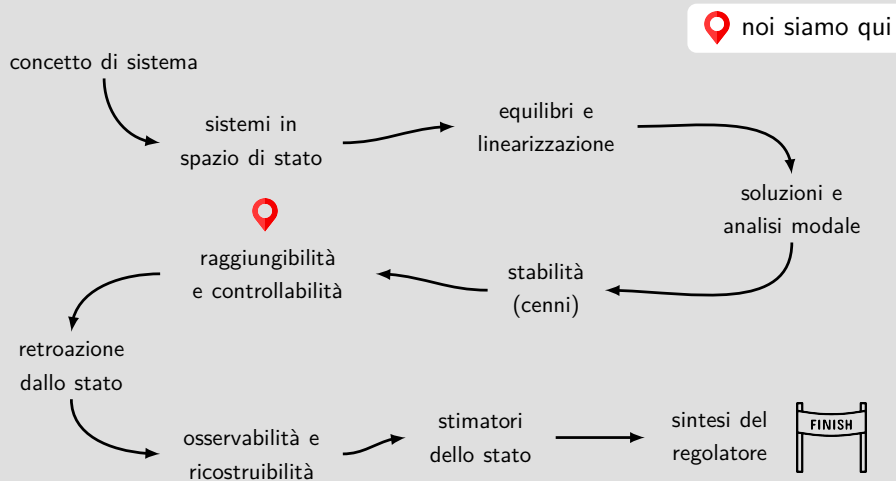 noi siamo qui
concetto di sistema
sistemi in
spazio di stato
equilibri e
linearizzazione
soluzioni e
analisi modale
stabilità
(cenni)
raggiungibilità
e controllabilità
retroazione
dallo stato
osservabilità e
ricostruibilità
stimatori
dello stato
sintesi del
regolatore
FINISH